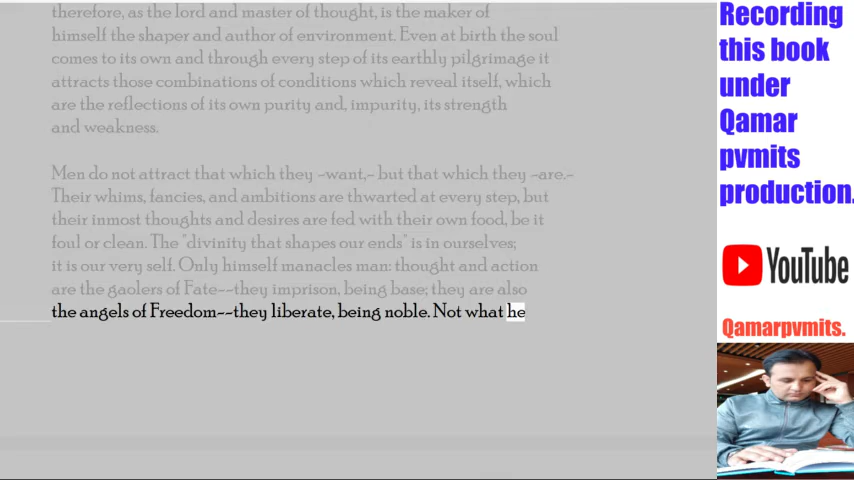 therefore, as the lord and master of thought, is the maker of
himself the shaper and author of environment. Even at birth the soul
comes to its own and through every step of its earthly pilgrimage it
attracts those combinations of conditions which reveal itself, which
are the reflections of its own purity and, impurity, its strength
and weakness.
Men do not attract that which they -want,- but that which they -are.-
Their whims, fancies, and ambitions are thwarted at every step, but
their inmost thoughts and desires are fed with their own food, be it
foul or clean. The "divinity that shapes our ends" is in ourselves;
it is our very self. Only himself manacles man: thought and action
are the gaolers of Fate--they imprison, being base; they are also
the angels of Freedom--they liberate, being noble. Not what he
Recording
this book
under
Qamar
pvmits
production.
YouTube
Qamarpvmits.